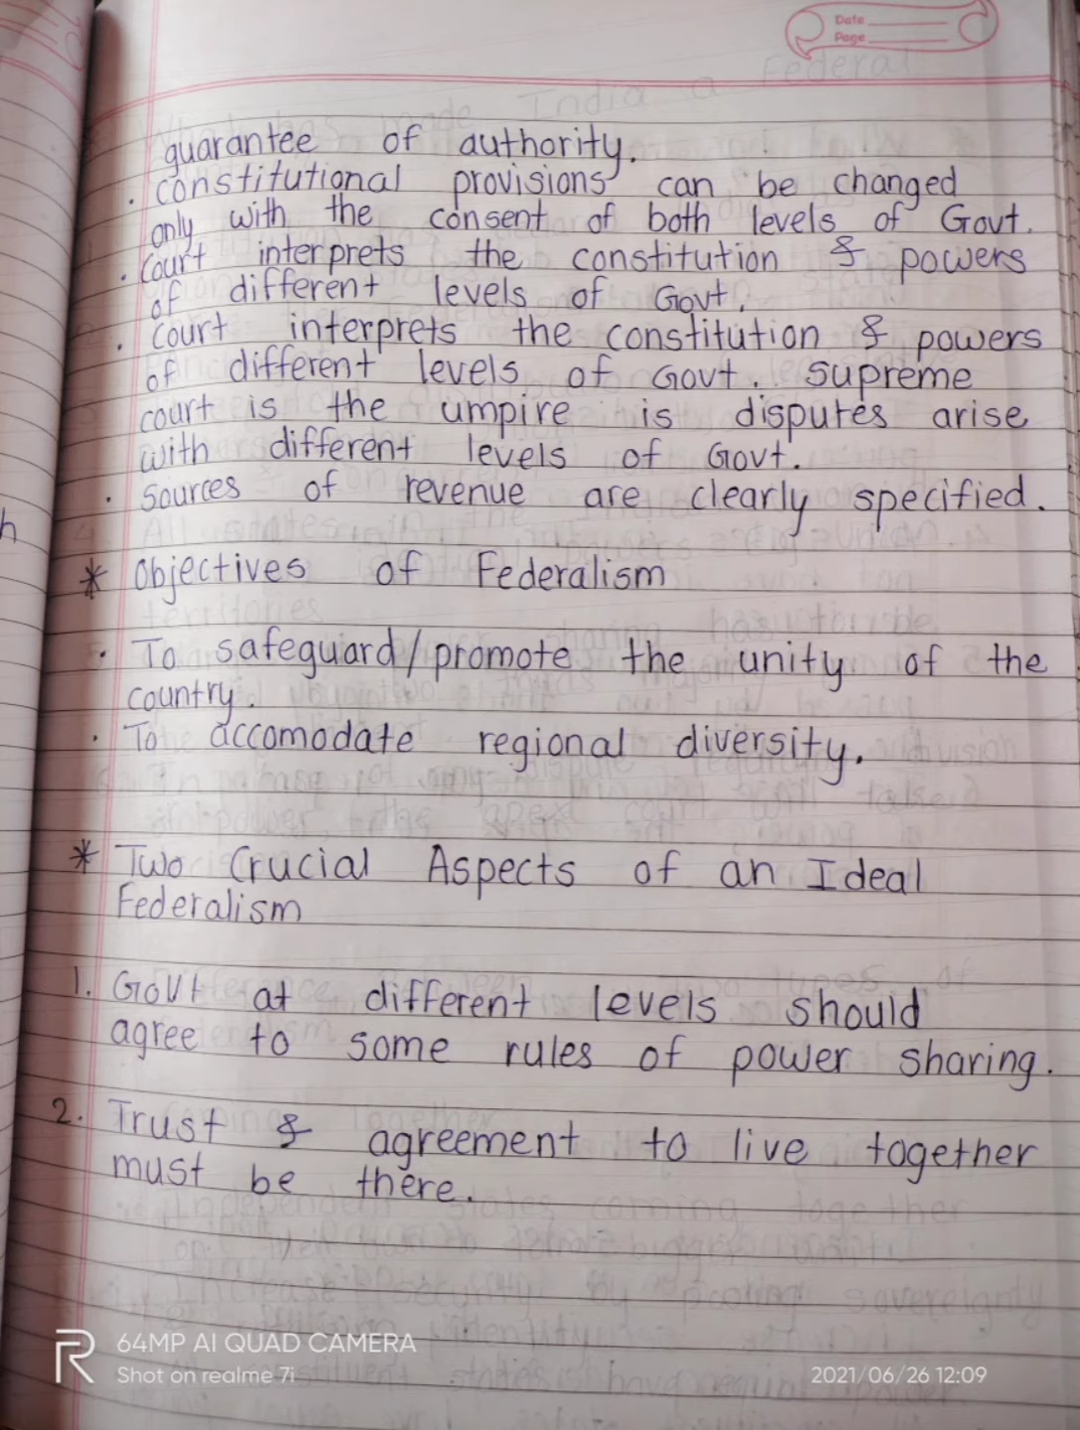 Date
Page
guarantee of authority.
. constitutional provisions can be changed
only with the consent of both levels of Govt.
. Court interprets the constitution & powers
of different levels of Govt.
. Court interprets the constitution & powers
of different levels of Govt. Supreme
court is the umpire is disputes arise
with different levels of Govt.
. Sources of revenue are clearly specified.
* Objectives of Federalism
. To safeguard/promote the unity of the
country.
. To accomodate regional diversity.
* Two Crucial Aspects of an Ideal
Federalism
1. Govt at different levels should
agree to some rules of power sharing.
2. Trust & agreement to live together
must be there.
64MP AI QUAD CAMERA
Shot on realme 7i
2021/06/26 12:09